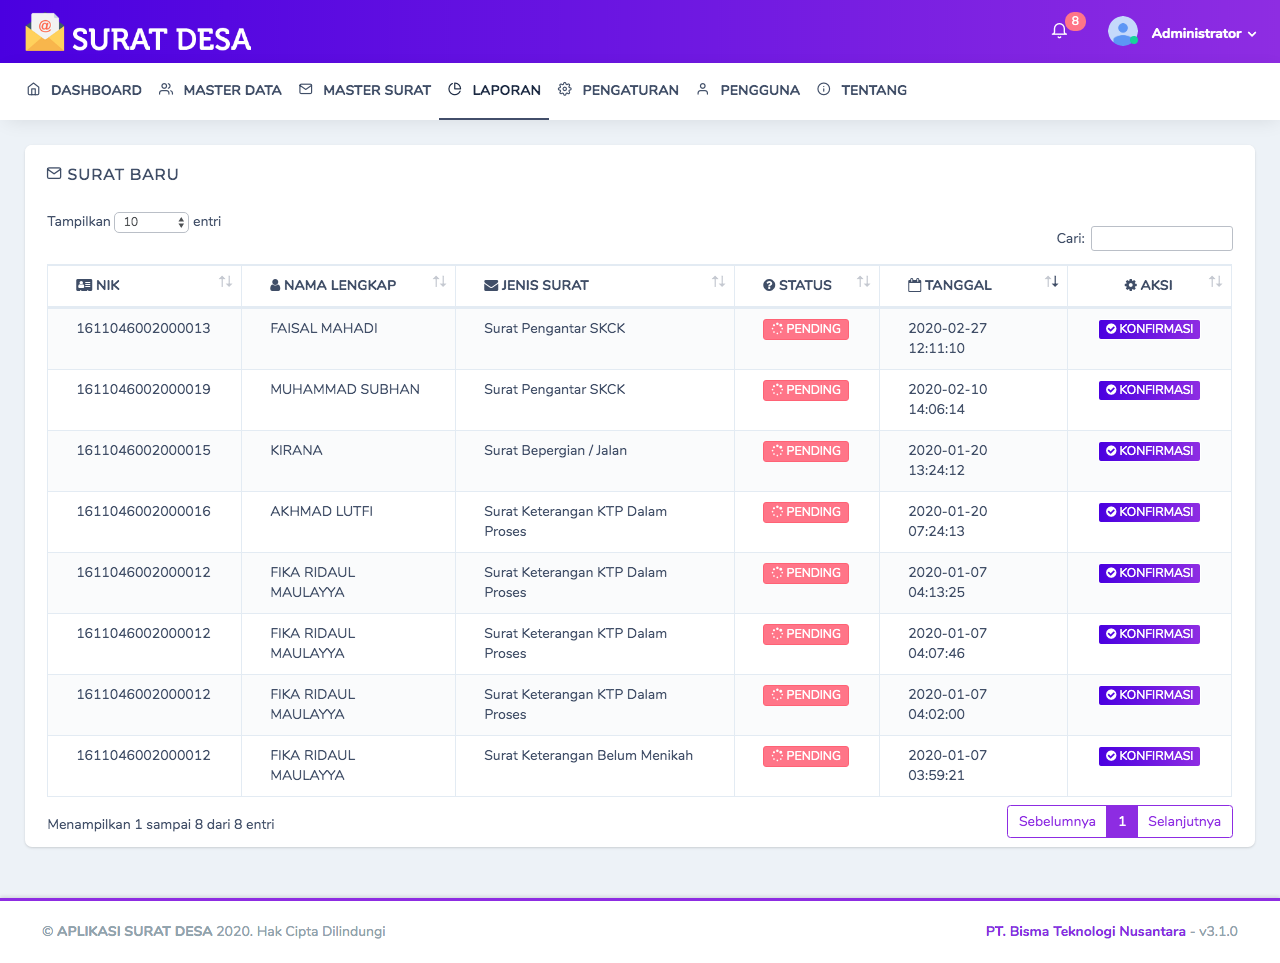 SURAT DESA
8
Administrator
DASHBOARD
MASTER DATA
MASTER SURAT
LAPORAN
PENGATURAN
PENGGUNA
TENTANG
SURAT BARU
Tampilkan 10 entri
Cari:
NIK NAMA LENGKAP JENIS SURAT STATUS TANGGAL AKSI
1611046002000013 FAISAL MAHADI Surat Pengantar SKCK PENDING 2020-02-27 KONFIRMASI
12:11:10
1611046002000019 MUHAMMAD SUBHAN Surat Pengantar SKCK PENDING 2020-02-10 KONFIRMASI
14:06:14
1611046002000015 KIRANA Surat Bepergian / Jalan PENDING 2020-01-20 KONFIRMASI
13:24:12
1611046002000016 AKHMAD LUTFI Surat Keterangan KTP Dalam PENDING 2020-01-20 KONFIRMASI
Proses 07:24:13
1611046002000012 FIKA RIDAUL Surat Keterangan KTP Dalam PENDING 2020-01-07 KONFIRMASI
MAULAYYA Proses 04:13:25
1611046002000012 FIKA RIDAUL Surat Keterangan KTP Dalam PENDING 2020-01-07 KONFIRMASI
MAULAYYA Proses 04:07:46
1611046002000012 FIKA RIDAUL Surat Keterangan KTP Dalam PENDING 2020-01-07 KONFIRMASI
MAULAYYA Proses 04:02:00
1611046002000012 FIKA RIDAUL Surat Keterangan Belum Menikah PENDING 2020-01-07 KONFIRMASI
MAULAYYA 03:59:21
Menampilkan 1 sampai 8 dari 8 entri
Sebelumnya 1 Selanjutnya
© APLIKASI SURAT DESA 2020. Hak Cipta Dilindungi
PT. Bisma Teknologi Nusantara - v3.1.0